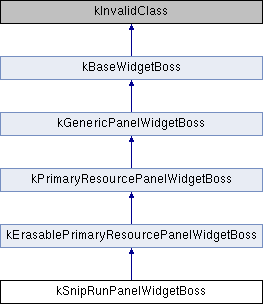 kInvalidClass
kBaseWidgetBoss
kGenericPanelWidgetBoss
kPrimaryResourcePanelWidgetBoss
kErasablePrimaryResourcePanelWidgetBoss
kSnipRunPanelWidgetBoss